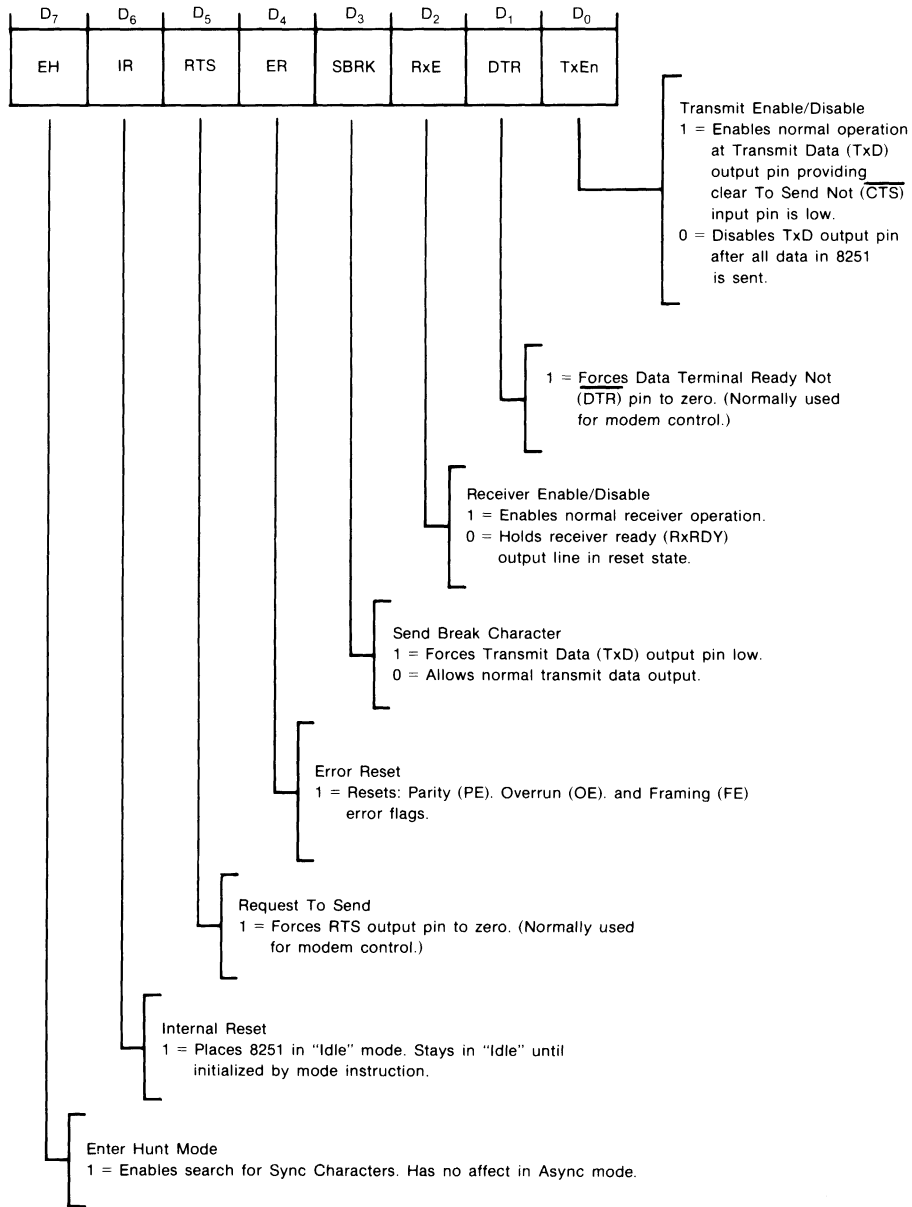 D7 D6 D5 D4 D3 D2 D1 D0
EH IR RTS ER SBRK RxE DTR TxEn
Transmit Enable/Disable
1 = Enables normal operation
at Transmit Data (TxD)
output pin providing
clear To Send Not (C̅T̅S̅)
input pin is low.
0 = Disables TxD output pin
after all data in 8251
is sent.
1 = Forces Data Terminal Ready Not
(D̅T̅R̅) pin to zero. (Normally used
for modem control.)
Receiver Enable/Disable
1 = Enables normal receiver operation.
0 = Holds receiver ready (RxRDY)
output line in reset state.
Send Break Character
1 = Forces Transmit Data (TxD) output pin low.
0 = Allows normal transmit data output.
Error Reset
1 = Resets: Parity (PE). Overrun (OE). and Framing (FE)
error flags.
Request To Send
1 = Forces RTS output pin to zero. (Normally used
for modem control.)
Internal Reset
1 = Places 8251 in "Idle" mode. Stays in "Idle" until
initialized by mode instruction.
Enter Hunt Mode
1 = Enables search for Sync Characters. Has no affect in Async mode.